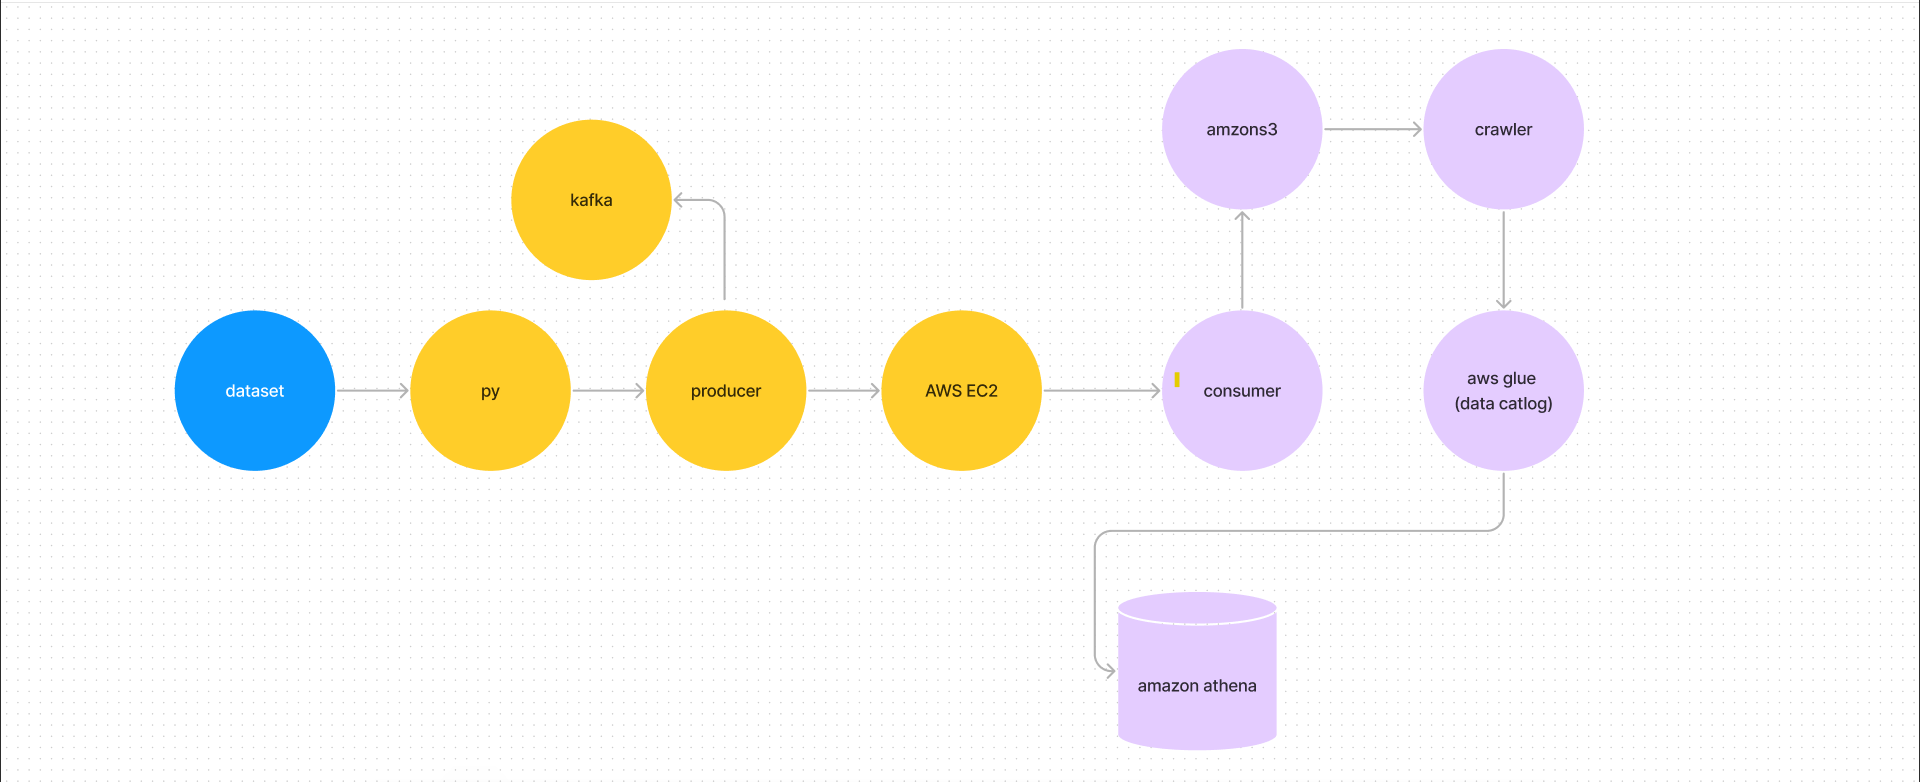 amzons3
crawler
kafka
dataset
py
producer
AWS EC2
consumer
aws glue
(data catlog)
amazon athena